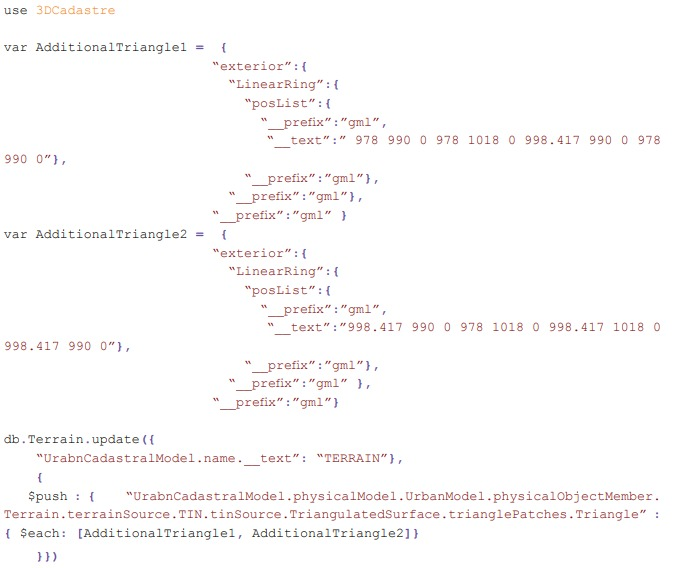 use 3DCadastre
var AdditionalTriangle1 = {
“exterior”:{
“LinearRing”:{
“posList”:{
“__prefix”:”gml”,
“__text”:” 978 990 0 978 1018 0 998.417 990 0 978
990 0”},
“__prefix”:”gml”},
“__prefix”:”gml”},
“__prefix”:”gml” }
var AdditionalTriangle2 = {
“exterior”:{
“LinearRing”:{
“posList”:{
“__prefix”:”gml”,
“__text”:”998.417 990 0 978 1018 0 998.417 1018 0
998.417 990 0”},
“__prefix”:”gml”},
“__prefix”:”gml” },
“__prefix”:”gml”}
db.Terrain.update({
“UrabnCadastralModel.name.__text”: “TERRAIN”},
{
$push : { “UrabnCadastralModel.physicalModel.UrbanModel.physicalObjectMember.
Terrain.terrainSource.TIN.tinSource.TriangulatedSurface.trianglePatches.Triangle” :
{ $each: [AdditionalTriangle1, AdditionalTriangle2]}
}})